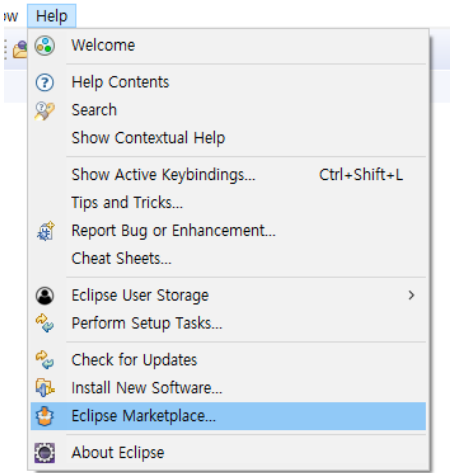 ow Help
Welcome
Help Contents
Search
Show Contextual Help
Show Active Keybindings... Ctrl+Shift+L
Tips and Tricks...
Report Bug or Enhancement...
Cheat Sheets...
Eclipse User Storage >
Perform Setup Tasks...
Check for Updates
Install New Software...
Eclipse Marketplace...
About Eclipse